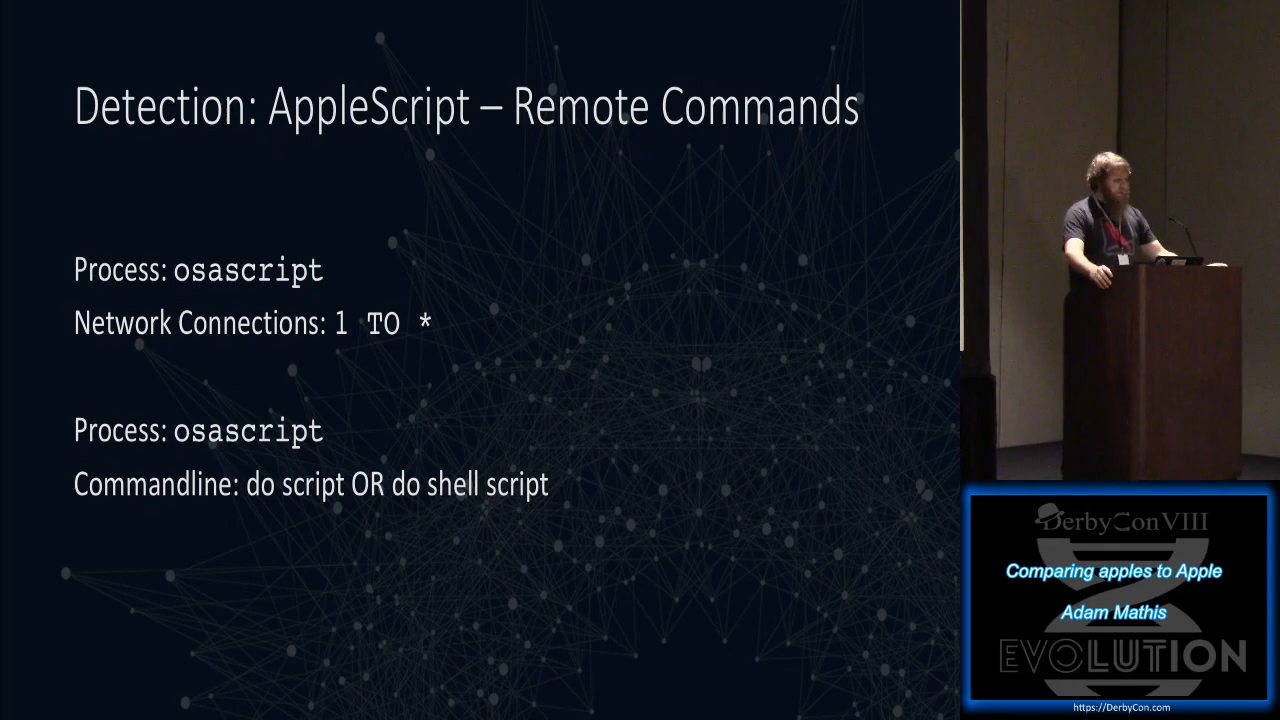 Detection: AppleScript – Remote Commands
Process: osascript
Network Connections: 1 TO *
Process: osascript
Commandline: do script OR do shell script
DerbyCon VIII
Comparing apples to Apple
Adam Mathis
EVOLUTION
https://DerbyCon.com